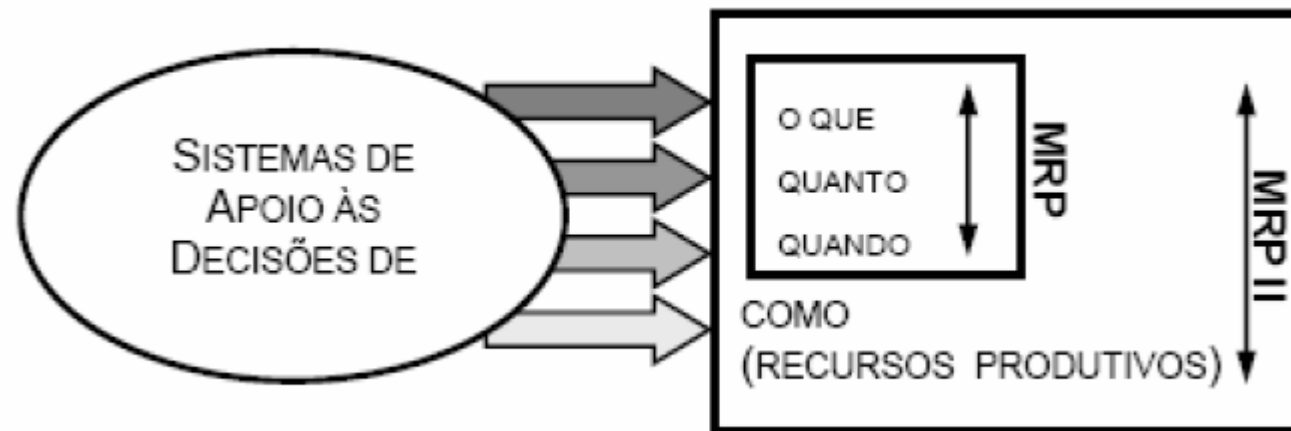 SISTEMAS DE
APOIO ÀS
DECISÕES DE
O QUE
QUANTO
QUANDO
MRP
COMO
(RECURSOS PRODUTIVOS)
MRP II